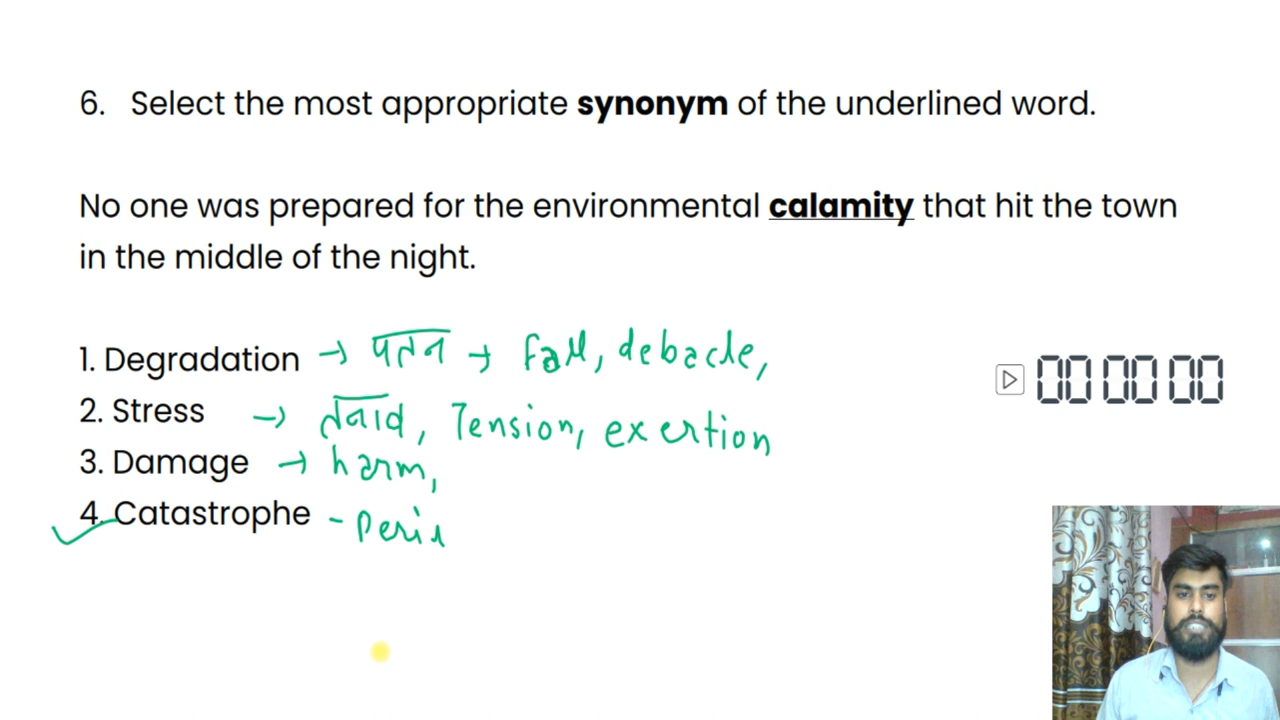 6. Select the most appropriate synonym of the underlined word.
No one was prepared for the environmental calamity that hit the town
in the middle of the night.
1. Degradation → पतन → Fall, debacle,
2. Stress → तनाव, Tension, exertion
3. Damage → harm,
4. Catastrophe - Peri
00 00 00